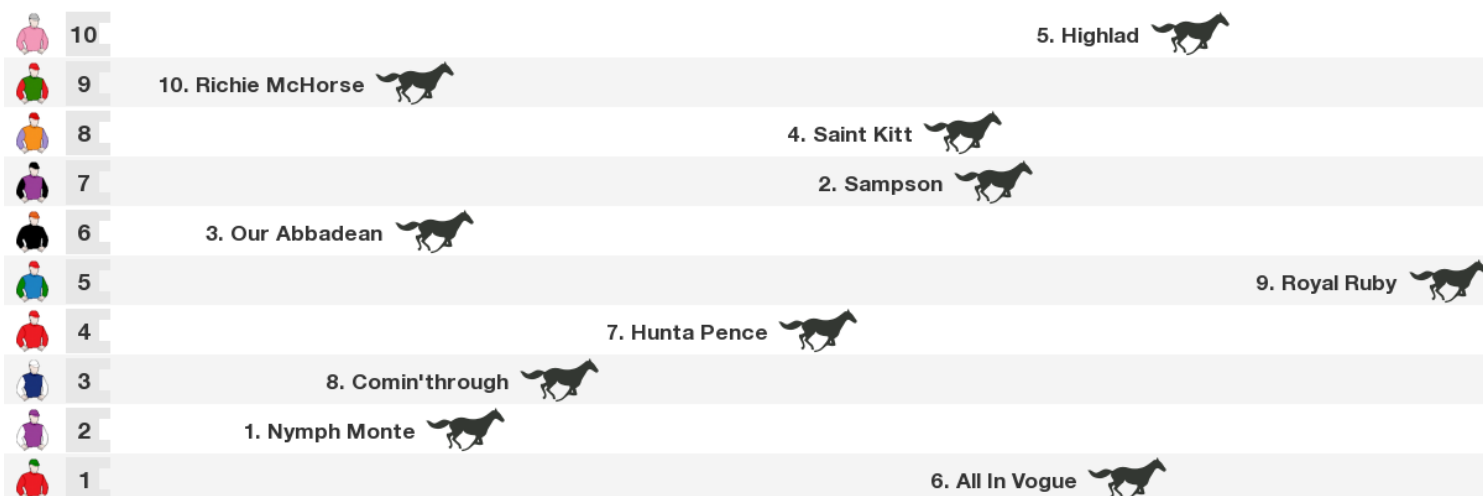 10 5. Highlad
9 10. Richie McHorse
8 4. Saint Kitt
7 2. Sampson
6 3. Our Abbadean
5 9. Royal Ruby
4 7. Hunta Pence
3 8. Comin'through
2 1. Nymph Monte
1 6. All In Vogue